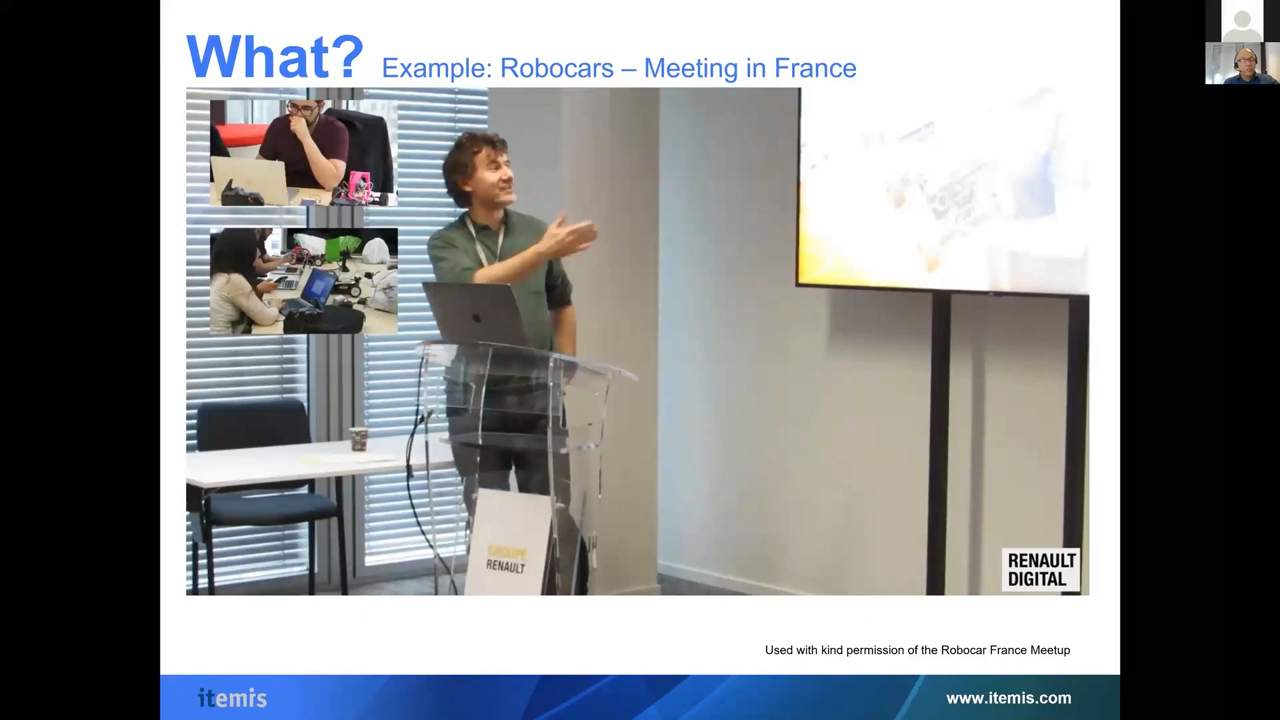 What? Example: Robocars – Meeting in France
GROUPE
RENAULT
RENAULT
DIGITAL
Used with kind permission of the Robocar France Meetup
itemis
www.itemis.com